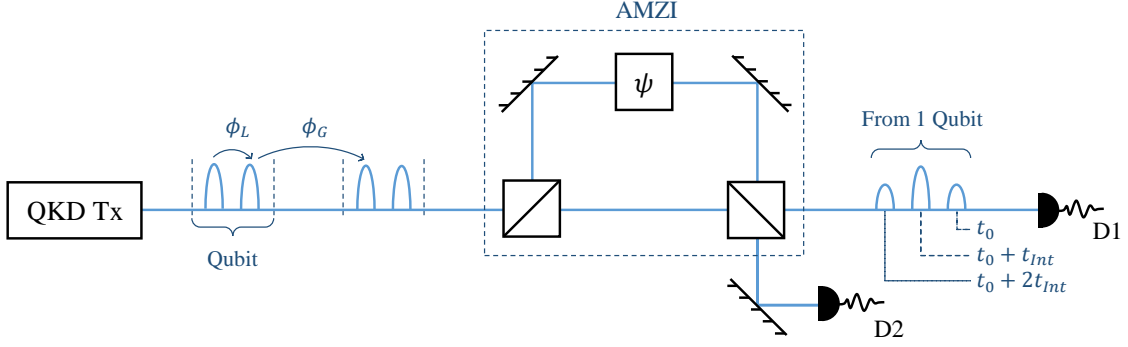 AMZI
ψ
ϕ_L
ϕ_G
From 1 Qubit
QKD Tx
Qubit
t_0
t_0 + t_Int
t_0 + 2t_Int
D1
D2